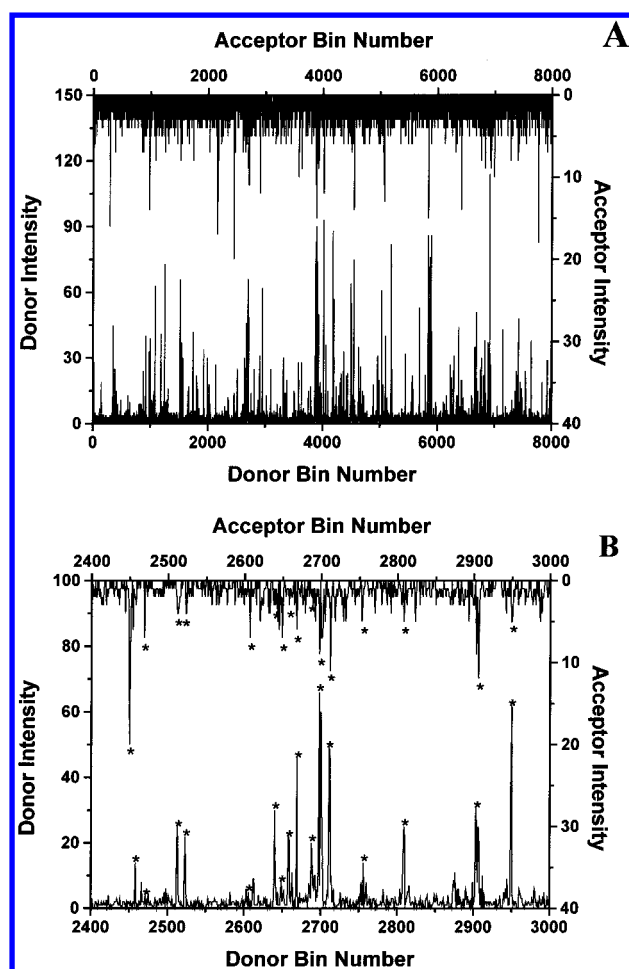 A
Acceptor Bin Number
0 2000 4000 6000 8000
150 0
120 10
90
60 20
30 30
0 40
Donor Intensity
Acceptor Intensity
0 2000 4000 6000 8000
Donor Bin Number
B
Acceptor Bin Number
2400 2500 2600 2700 2800 2900 3000
100 0
80 10
60
40 20
20 30
0 40
Donor Intensity
Acceptor Intensity
* * * * * * * * * * * * * * *
* * * * * * * * * * * * * * *
2400 2500 2600 2700 2800 2900 3000
Donor Bin Number